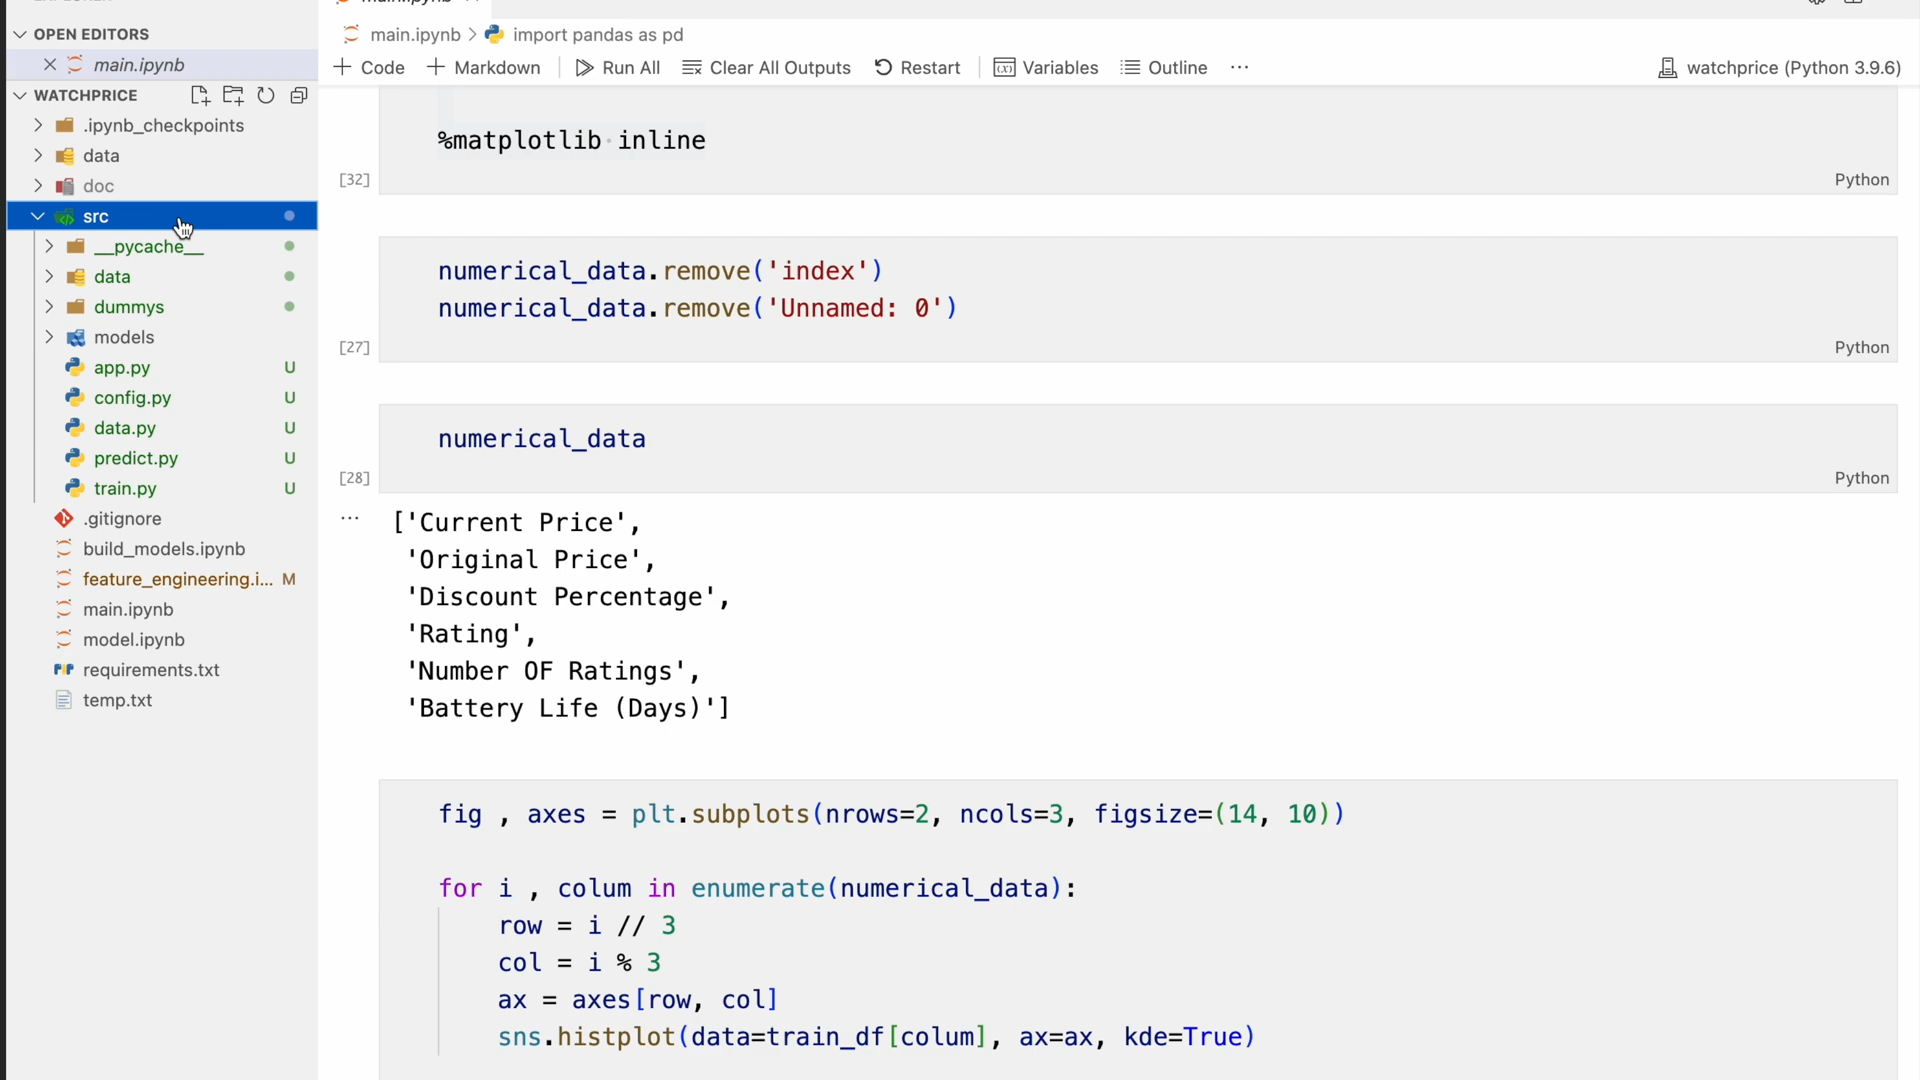 OPEN EDITORS
main.ipynb
WATCHPRICE
.ipynb_checkpoints
data
doc
src
__pycache__
data
dummys
models
app.py U
config.py U
data.py U
predict.py U
train.py U
.gitignore
build_models.ipynb
feature_engineering.i... M
main.ipynb
model.ipynb
requirements.txt
temp.txt
main.ipynb > import pandas as pd
+ Code + Markdown Run All Clear All Outputs Restart Variables Outline ... watchprice (Python 3.9.6)
%matplotlib inline
[32] Python
numerical_data.remove('index')
numerical_data.remove('Unnamed: 0')
[27] Python
numerical_data
[28] Python
...
['Current Price',
'Original Price',
'Discount Percentage',
'Rating',
'Number OF Ratings',
'Battery Life (Days)']
fig , axes = plt.subplots(nrows=2, ncols=3, figsize=(14, 10))
for i , colum in enumerate(numerical_data):
row = i // 3
col = i % 3
ax = axes[row, col]
sns.histplot(data=train_df[colum], ax=ax, kde=True)